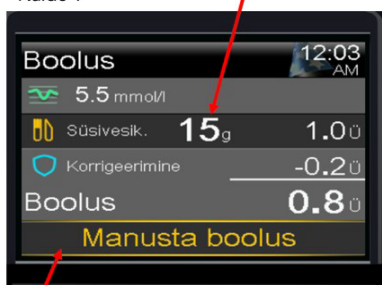 Boolus 12:03 AM
5.5 mmol/l
Süsivesik. 15g 1.0ü
Korrigeerimine -0.2ü
Boolus 0.8ü
Manusta boolus